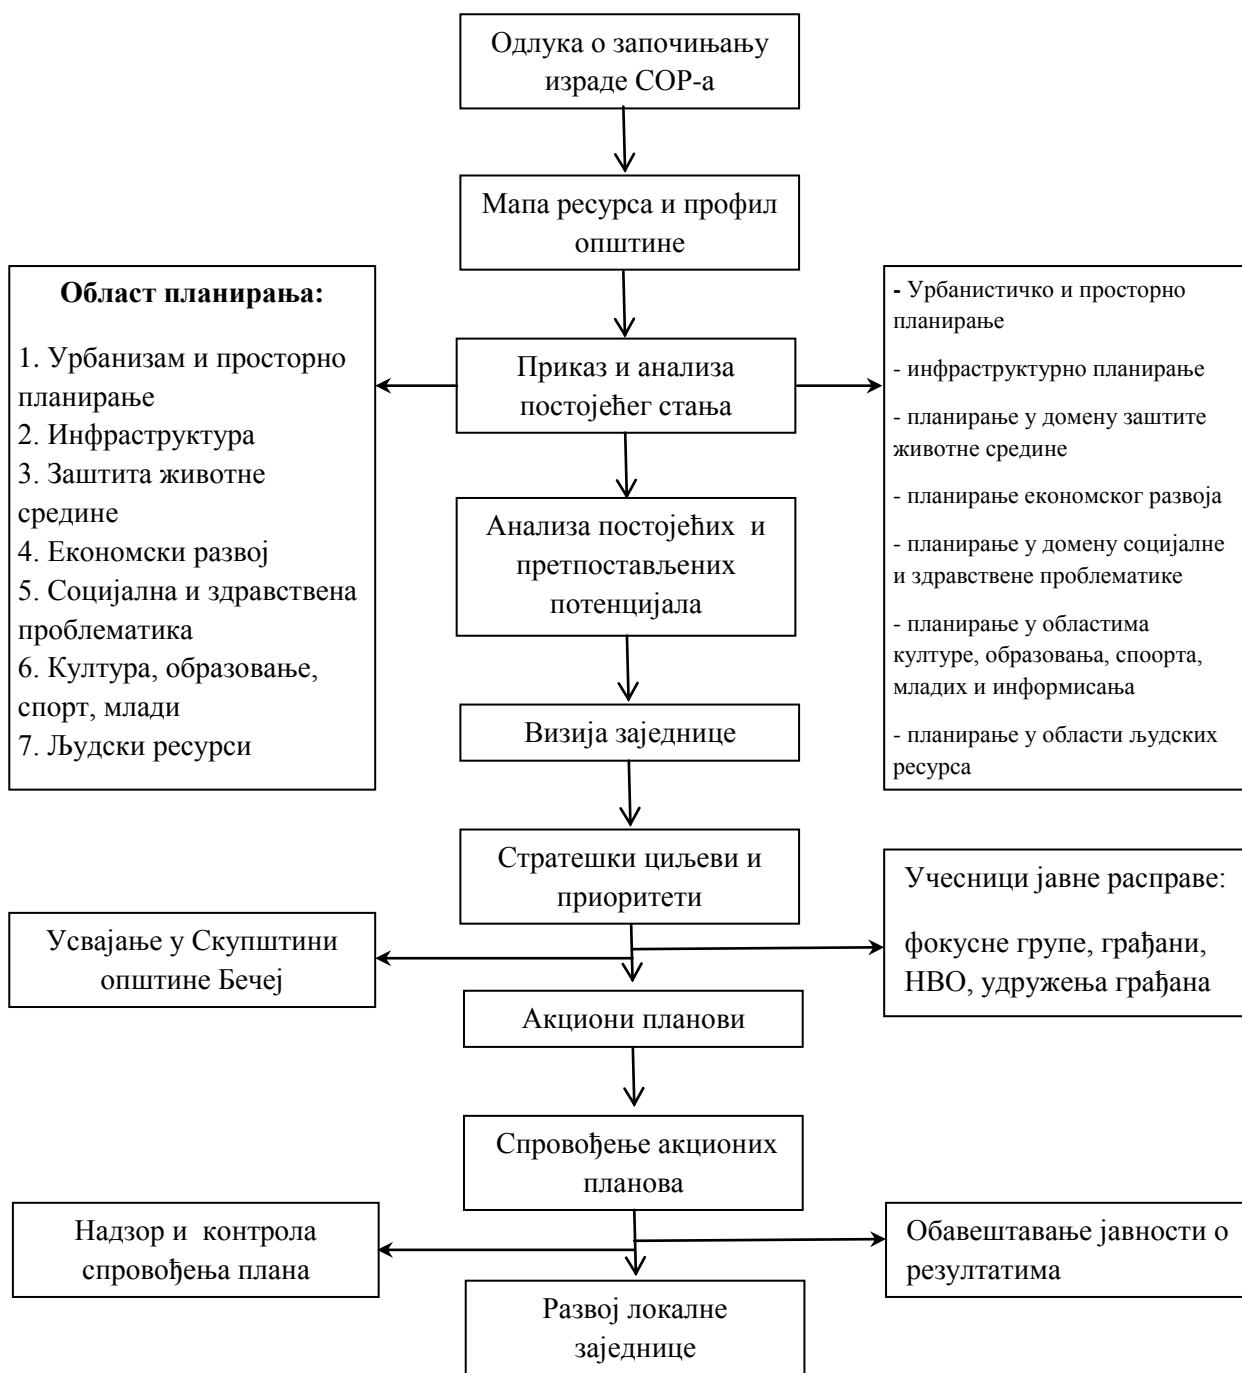 Одлука о започињању
израде СОР-а
Мапа ресурса и профил
општине
Област планирања:
1. Урбанизам и просторно
планирање
2. Инфраструктура
3. Заштита животне
средине
4. Економски развој
5. Социјална и здравствена
проблематика
6. Култура, образовање,
спорт, млади
7. Људски ресурси
Приказ и анализа
постојећег стања
- Урбанистичко и просторно
планирање
- инфраструктурно планирање
- планирање у домену заштите
животне средине
- планирање економског развоја
- планирање у домену социјалне
и здравствене проблематике
- планирање у областима
културе, образовања, споорта,
младих и информисања
- планирање у области људских
ресурса
Анализа постојећих  и
претпостављених
потенцијала
Визија заједнице
Стратешки циљеви и
приоритети
Усвајање у Скупштини
општине Бечеј
Учесници јавне расправе:
фокусне групе, грађани,
НВО, удружења грађана
Акциони планови
Спровођење акционих
планова
Надзор и  контрола
спровођења плана
Обавештавање јавности о
резултатима
Развој локалне
заједнице